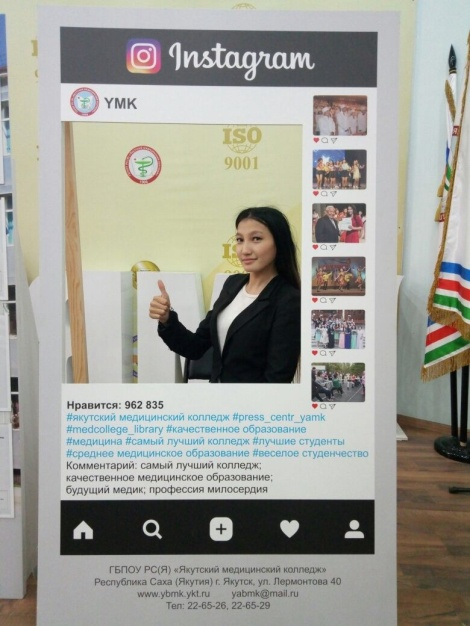 Instagram
YMK
ISO
9001
Нравится: 962 835
#якутский медицинский колледж #press_centr_yamk
#medcollege_library #качественное образование
#медицина #самый лучший колледж #лучшие студенты
#среднее медицинское образование #веселое студенчество
Комментарий: самый лучший колледж;
качественное медицинское образование;
будущий медик; профессия милосердия
ГБПОУ РС(Я) «Якутский медицинский колледж»
Республика Саха (Якутия) г. Якутск, ул. Лермонтова 40
www.ybmk.ykt.ru yabmk@mail.ru
Тел: 22-65-26, 22-65-29